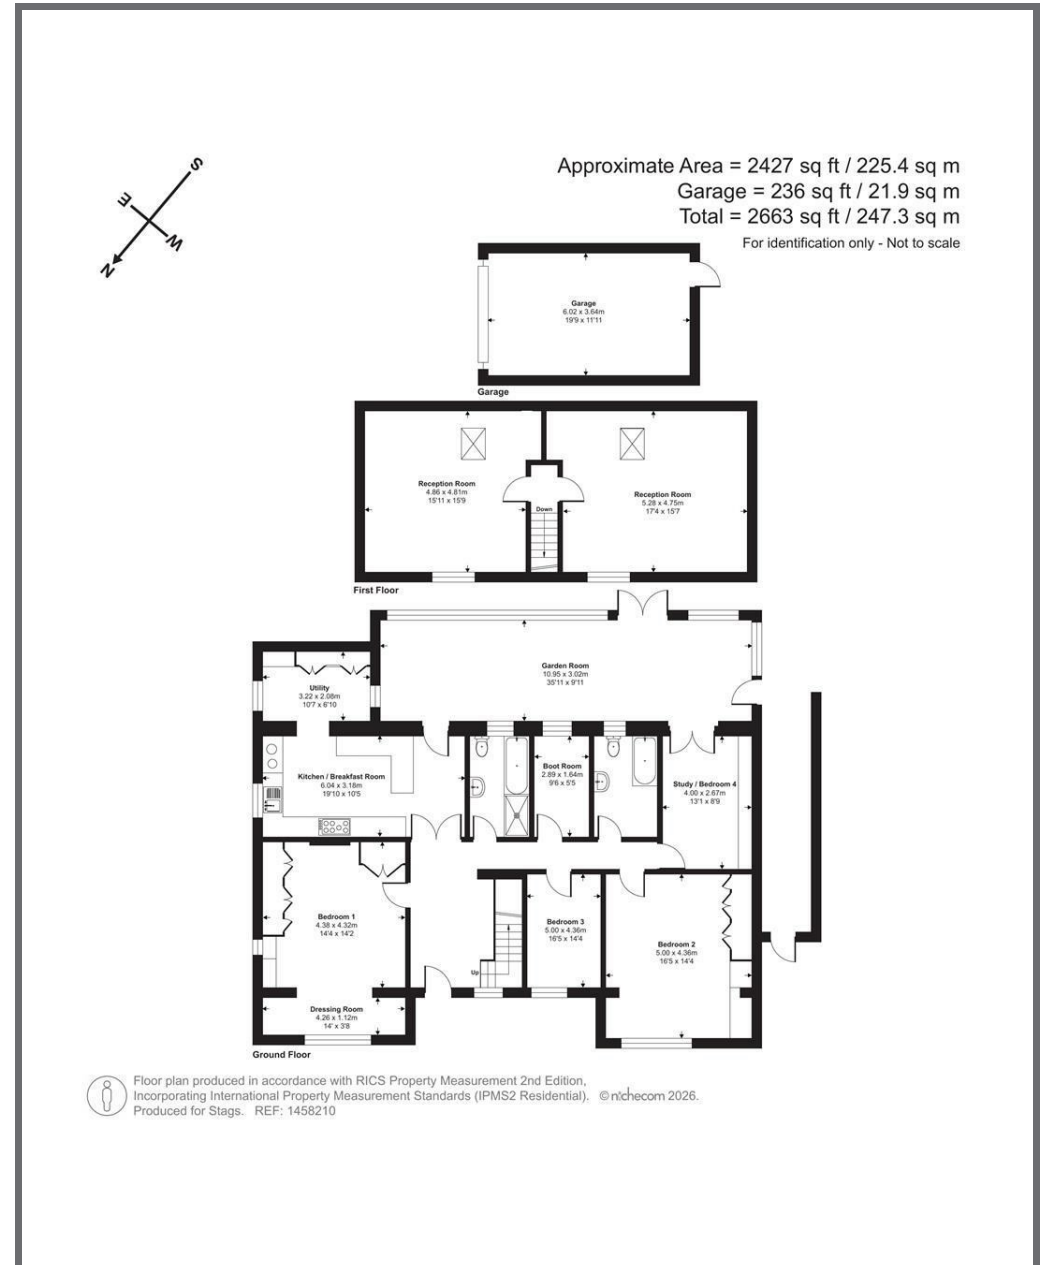 Approximate Area = 2427 sq ft / 225.4 sq m
Garage = 236 sq ft / 21.9 sq m
Total = 2663 sq ft / 247.3 sq m
For identification only - Not to scale
S
E
W
N
Garage
6.02 x 3.64m
19'9 x 11'11
Garage
Reception Room
4.86 x 4.81m
15'11 x 15'9
Reception Room
5.28 x 4.75m
17'4 x 15'7
Down
First Floor
Garden Room
10.95 x 3.02m
35'11 x 9'11
Utility
3.22 x 2.08m
10'7 x 6'10
Kitchen / Breakfast Room
6.04 x 3.18m
19'10 x 10'5
Boot Room
2.89 x 1.64m
9'6 x 5'5
Study / Bedroom 4
4.00 x 2.67m
13'1 x 8'9
Bedroom 1
4.38 x 4.32m
14'4 x 14'2
Bedroom 3
5.00 x 4.36m
16'5 x 14'4
Bedroom 2
5.00 x 4.36m
16'5 x 14'4
Up
Dressing Room
4.26 x 1.12m
14' x 3'8
Ground Floor
Floor plan produced in accordance with RICS Property Measurement 2nd Edition,
Incorporating International Property Measurement Standards (IPMS2 Residential). © nichecom 2026.
Produced for Stags. REF: 1458210